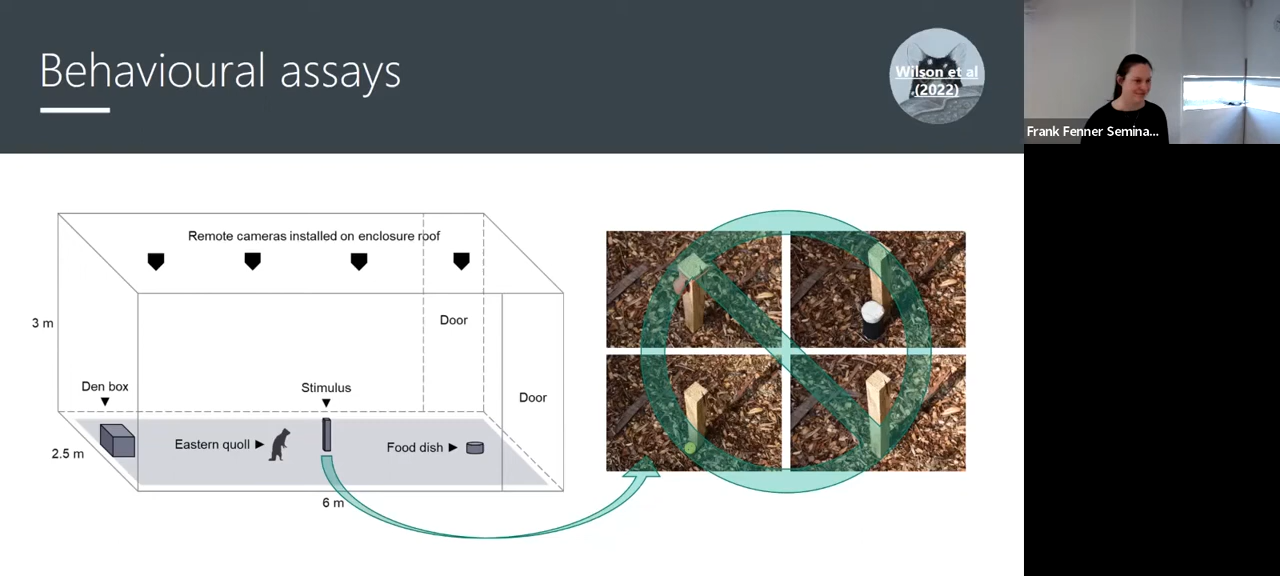 Behavioural assays
Wilson et al
(2022)
Frank Fenner Semina...
Remote cameras installed on enclosure roof
3 m
Door
Den box
Stimulus
Door
Eastern quoll
Food dish
2.5 m
6 m